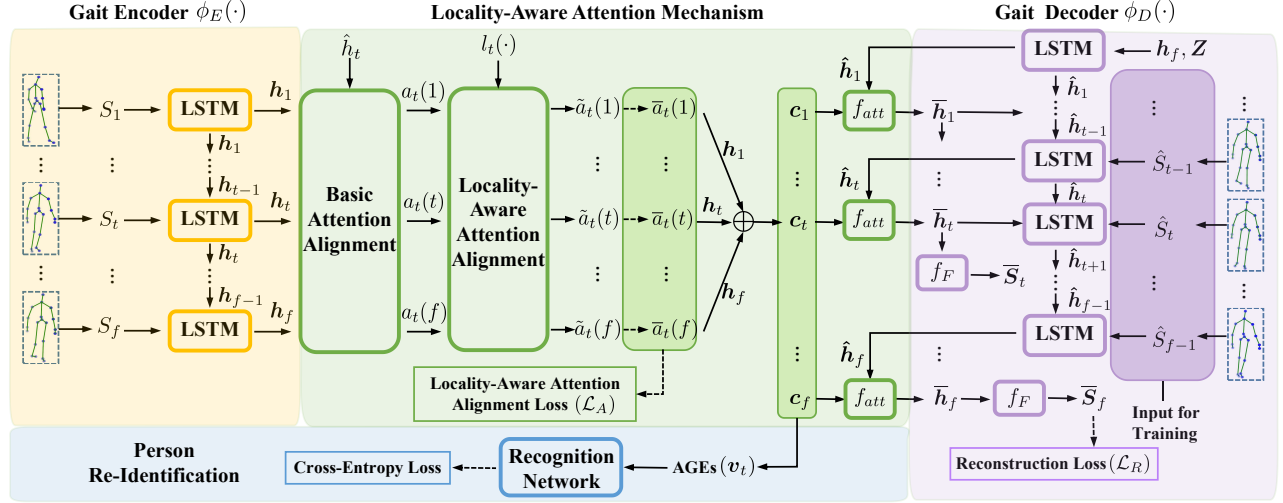 Gait Encoder ϕ_E(·)
Locality-Aware Attention Mechanism
Gait Decoder ϕ_D(·)
S_1
LSTM
h_1
h_1
⋮
h_{t-1}
S_t
LSTM
h_t
h_t
⋮
h_{f-1}
S_f
LSTM
h_f
ĥ_t
Basic
Attention
Alignment
a_t(1)
a_t(t)
a_t(f)
l_t(·)
Locality-
Aware
Attention
Alignment
ã_t(1)
a̅_t(1)
ã_t(t)
a̅_t(t)
ã_t(f)
a̅_t(f)
h_1
h_t
h_f
Locality-Aware Attention
Alignment Loss (ℒ_A)
c_1
c_t
c_f
ĥ_1
f_att
h̅_1
ĥ_t
f_att
h̅_t
f_F
S̅_t
ĥ_f
f_att
h̅_f
f_F
S̅_f
LSTM
h_f, Z
ĥ_1
ĥ_{t-1}
LSTM
Ŝ_{t-1}
ĥ_t
LSTM
Ŝ_t
ĥ_{t+1}
ĥ_{f-1}
LSTM
Ŝ_{f-1}
Input for
Training
Reconstruction Loss (ℒ_R)
Person
Re-Identification
Cross-Entropy Loss
Recognition
Network
AGEs (v_t)